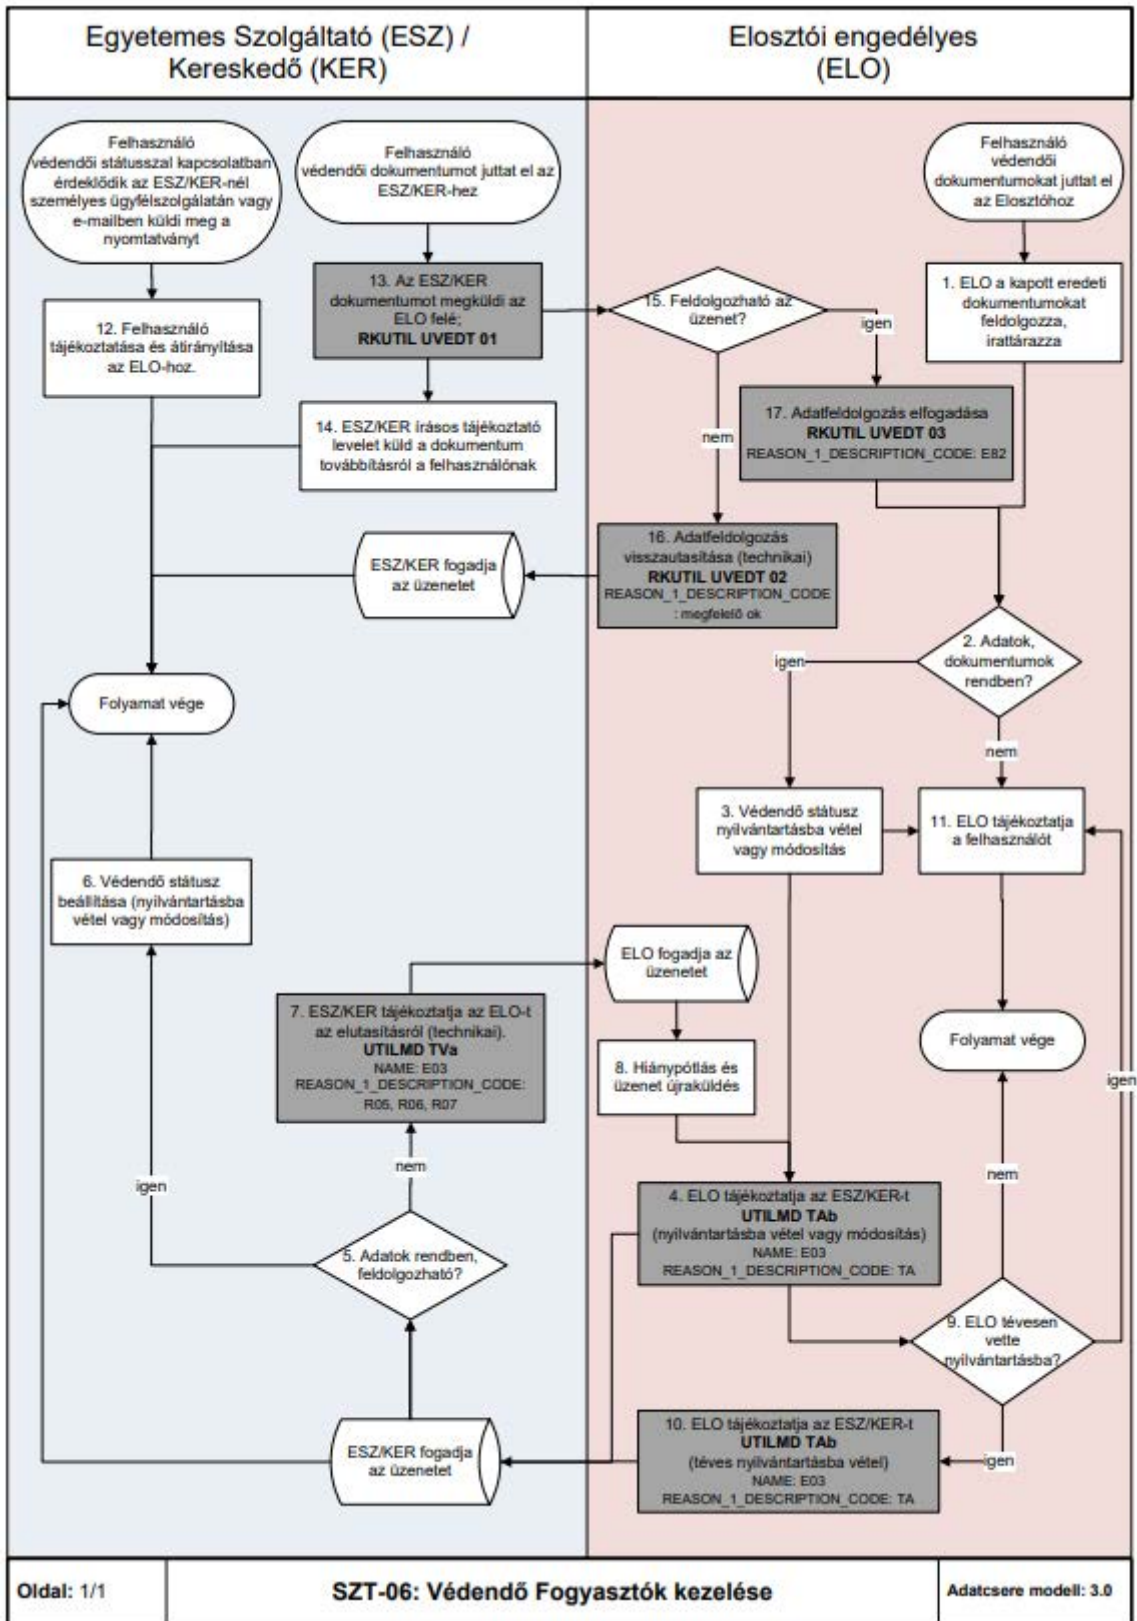 Egyetemes Szolgáltató (ESZ) /
Kereskedő (KER)
Elosztói engedélyes
(ELO)
Felhasználó
védendői státusszal kapcsolatban
érdeklődik az ESZ/KER-nél
személyes ügyfélszolgálatán vagy
e-mailben küldi meg a
nyomtatványt
Felhasználó
védendői dokumentumot juttat el az
ESZ/KER-hez
Felhasználó
védendői
dokumentumokat juttat el
az Elosztóhoz
12. Felhasználó
tájékoztatása és átirányítása
az ELO-hoz.
13. Az ESZ/KER
dokumentumot megküldi az
ELO felé;
RKUTIL UVEDT 01
15. Feldolgozható az
üzenet?
igen
nem
1. ELO a kapott eredeti
dokumentumokat
feldolgozza,
irattárazza
14. ESZ/KER írásos tájékoztató
levelet küld a dokumentum
továbbításról a felhasználónak
17. Adatfeldolgozás elfogadása
RKUTIL UVEDT 03
REASON_1_DESCRIPTION_CODE: E82
ESZ/KER fogadja
az üzenetet
16. Adatfeldolgozás
visszautasítása (technikai)
RKUTIL UVEDT 02
REASON_1_DESCRIPTION_CODE
: megfelelő ok
2. Adatok,
dokumentumok
rendben?
igen
nem
Folyamat vége
3. Védendő státusz
nyilvántartásba vétel
vagy módosítás
11. ELO tájékoztatja
a felhasználót
6. Védendő státusz
beállítása (nyilvántartásba
vétel vagy módosítás)
ELO fogadja az
üzenetet
7. ESZ/KER tájékoztatja az ELO-t
az elutasításról (technikai).
UTILMD TVa
NAME: E03
REASON_1_DESCRIPTION_CODE:
R05, R06, R07
8. Hiánypótlás és
üzenet újraküldés
Folyamat vége
igen
nem
igen
nem
4. ELO tájékoztatja az ESZ/KER-t
UTILMD TAb
(nyilvántartásba vétel vagy módosítás)
NAME: E03
REASON_1_DESCRIPTION_CODE: TA
5. Adatok rendben,
feldolgozható?
9. ELO tévesen
vette
nyilvántartásba?
ESZ/KER fogadja
az üzenetet
10. ELO tájékoztatja az ESZ/KER-t
UTILMD TAb
(téves nyilvántartásba vétel)
NAME: E03
REASON_1_DESCRIPTION_CODE: TA
igen
Oldal: 1/1
SZT-06: Védendő Fogyasztók kezelése
Adatcsere modell: 3.0